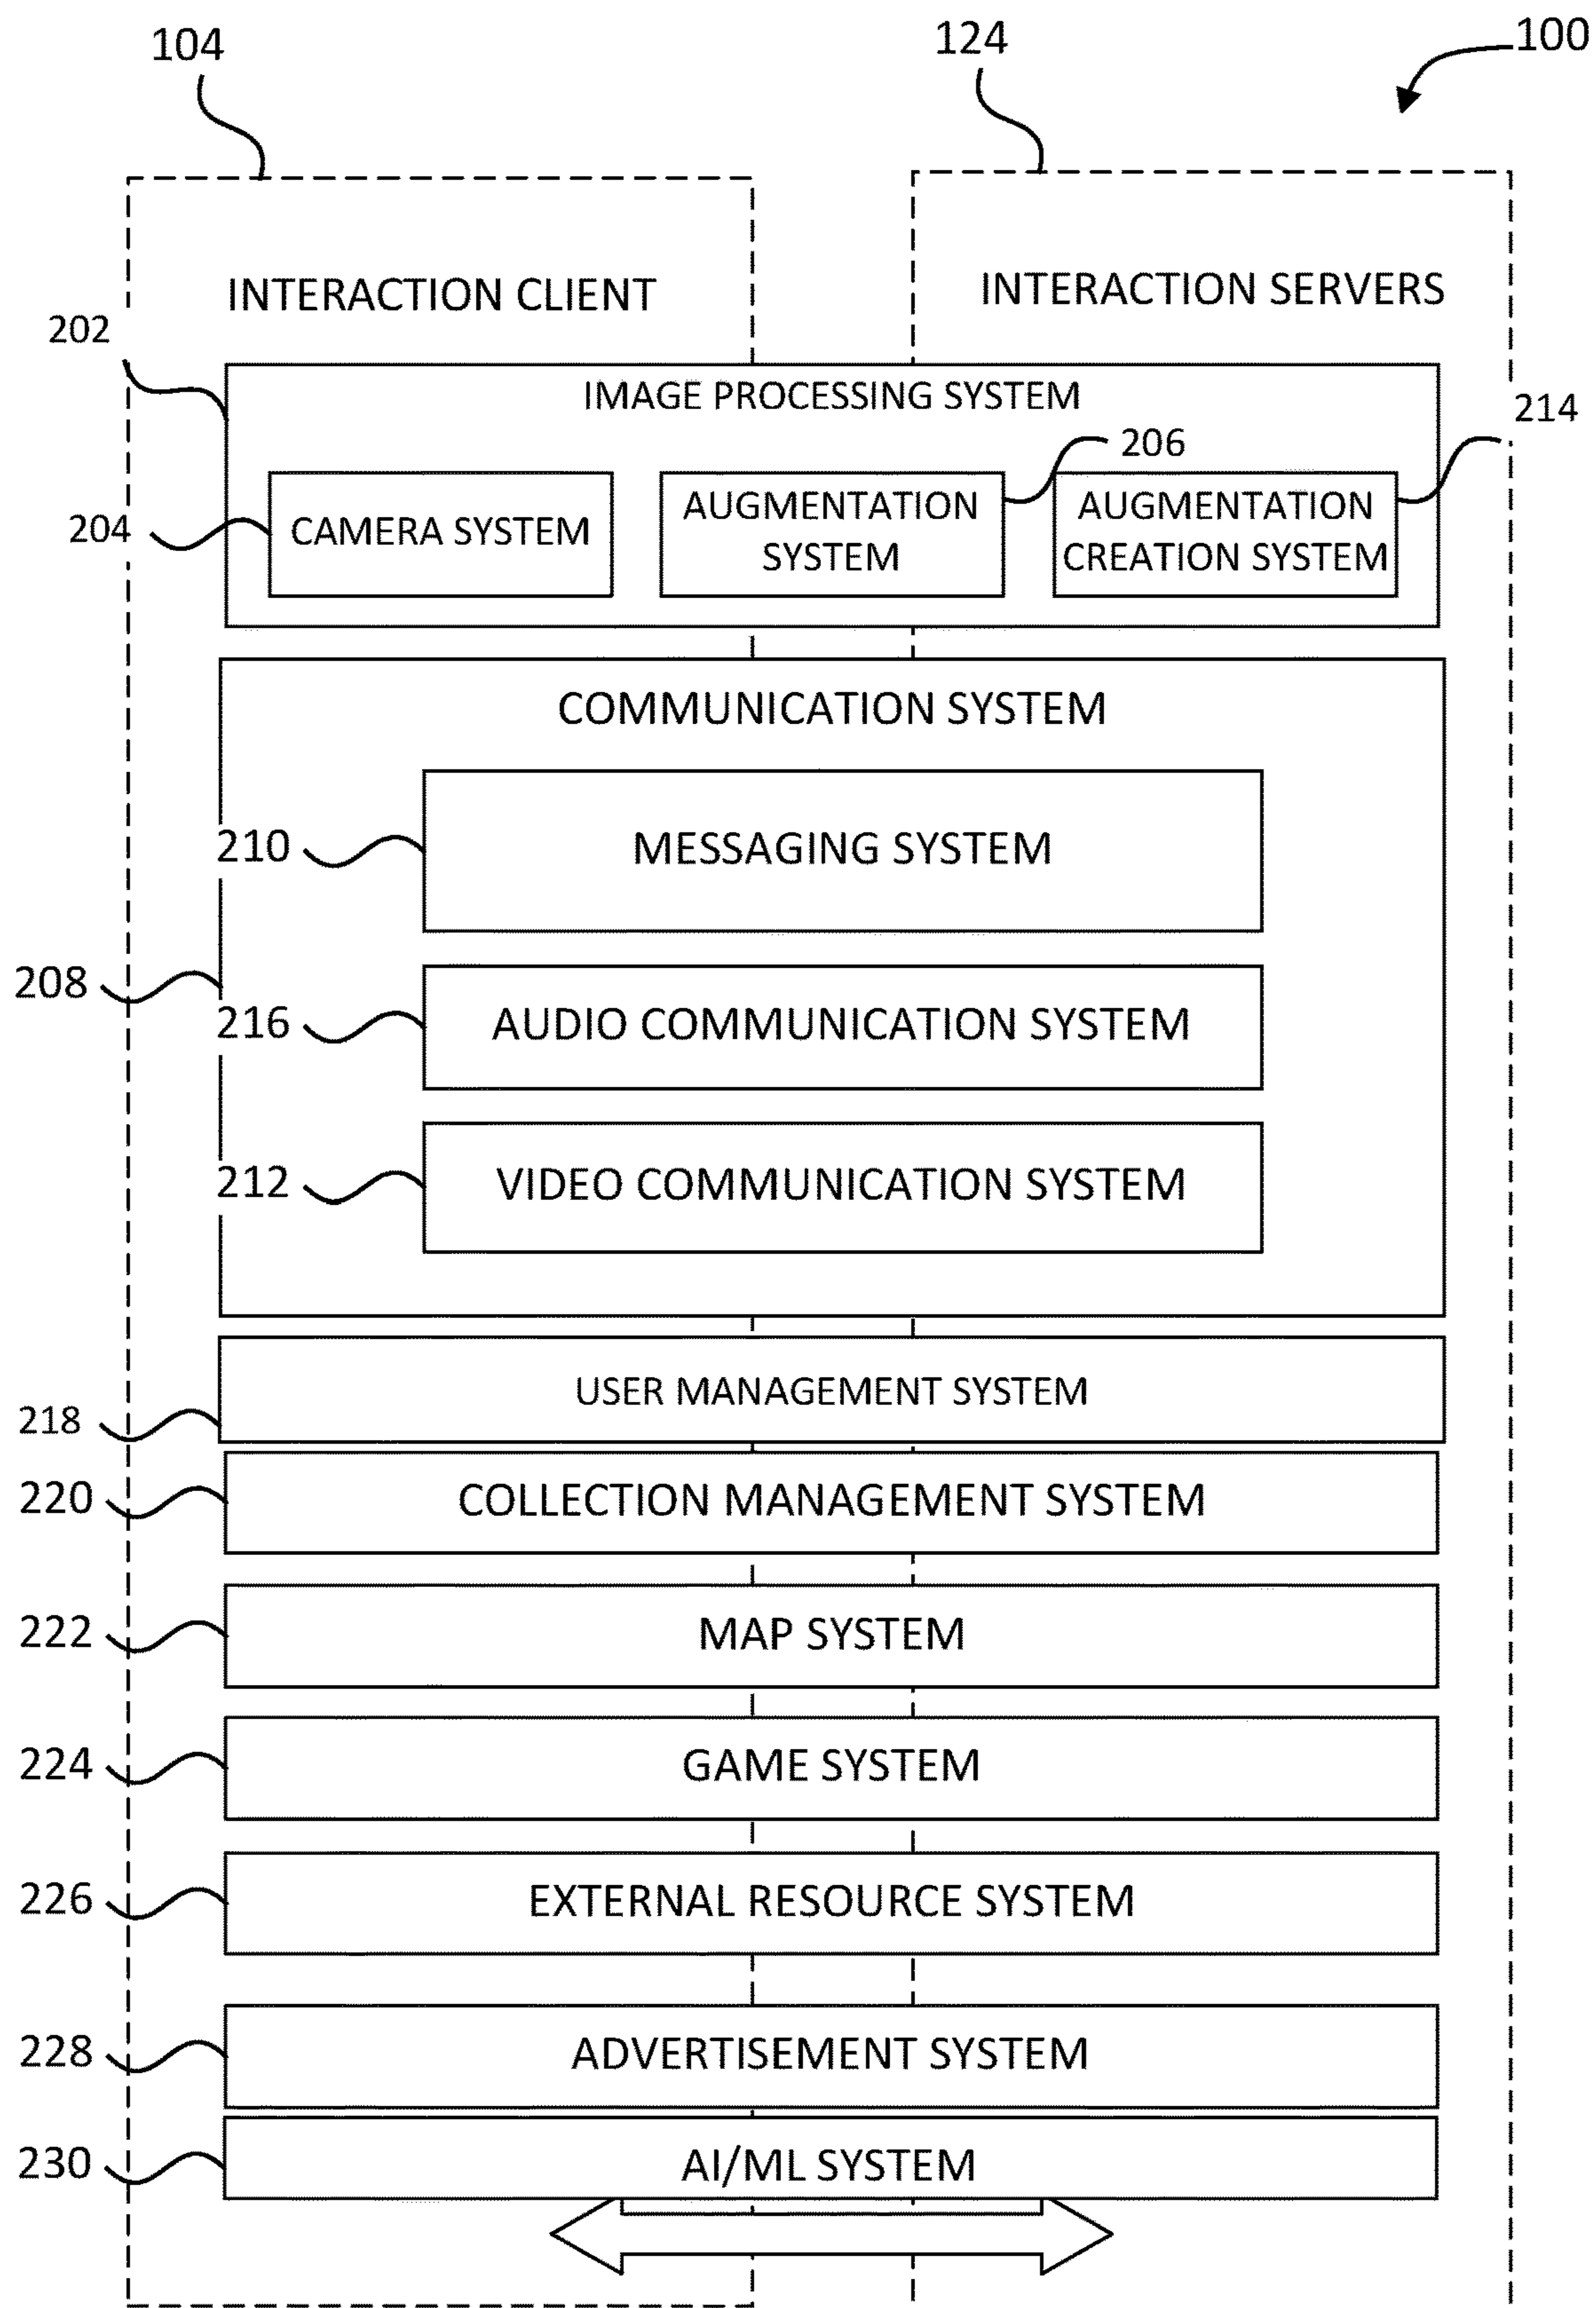 104
124
100
INTERACTION CLIENT
INTERACTION SERVERS
202
IMAGE PROCESSING SYSTEM
214
206
204
CAMERA SYSTEM
AUGMENTATION
SYSTEM
AUGMENTATION
CREATION SYSTEM
COMMUNICATION SYSTEM
210
MESSAGING SYSTEM
208
216
AUDIO COMMUNICATION SYSTEM
212
VIDEO COMMUNICATION SYSTEM
USER MANAGEMENT SYSTEM
218
220
COLLECTION MANAGEMENT SYSTEM
222
MAP SYSTEM
224
GAME SYSTEM
226
EXTERNAL RESOURCE SYSTEM
228
ADVERTISEMENT SYSTEM
230
AI/ML SYSTEM